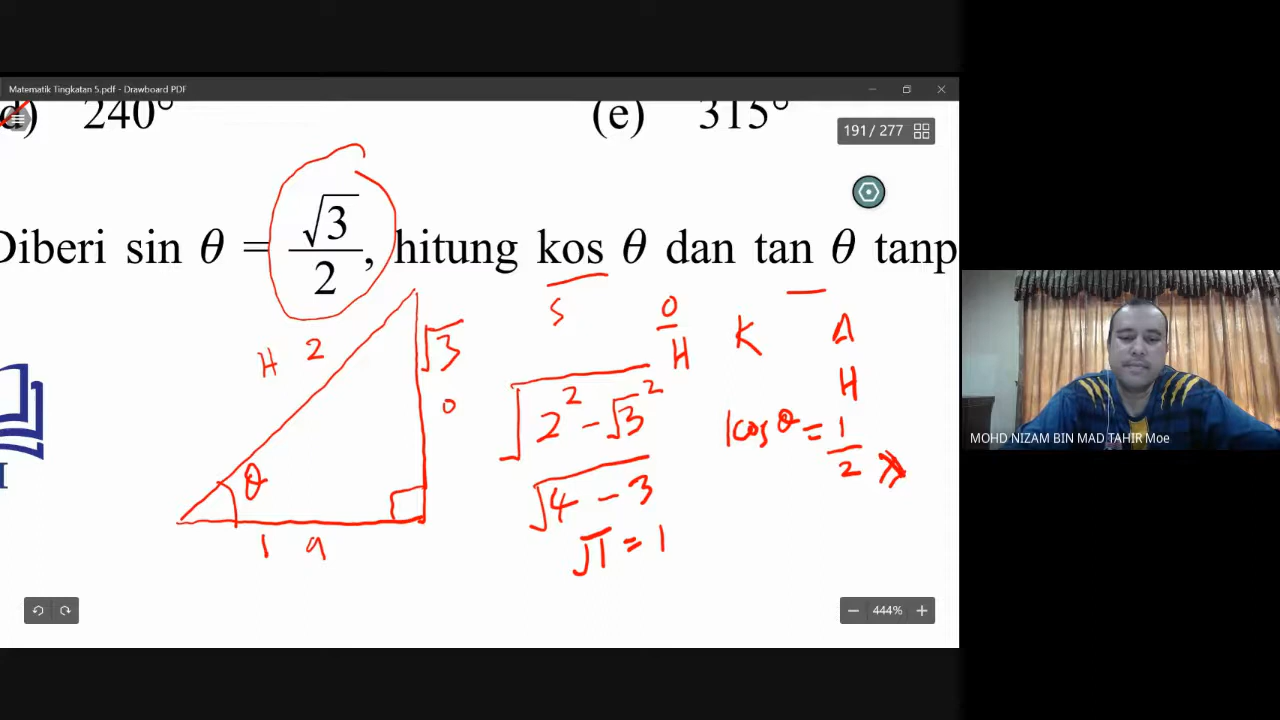 Matematik Tingkatan 5.pdf - Drawboard PDF
d) 240° (e) 315°
191 / 277
Diberi sin θ = √3/2, hitung kos θ dan tan θ tanp
S O/H K A
H
H 2 √3
O
√2² - √3²
kos θ = 1/2
√4 - 3
θ
√1 = 1
1 a
MOHD NIZAM BIN MAD TAHIR Moe
444%